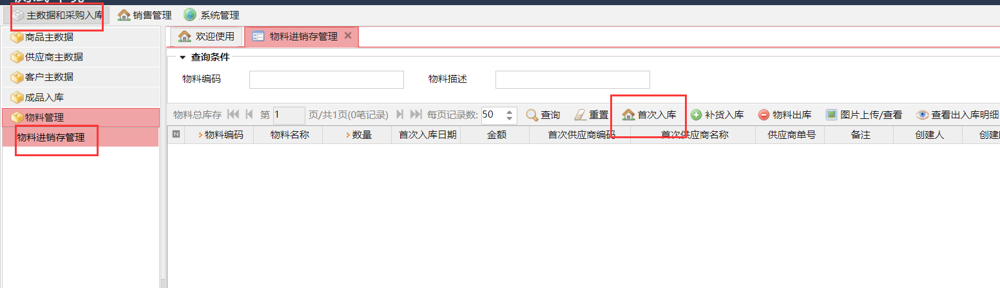 主数据和采购入库 销售管理 系统管理
商品主数据
供应商主数据
客户主数据
成品入库
物料管理
物料进销存管理
欢迎使用 物料进销存管理
查询条件
物料编码 物料描述
物料总库存 第 1 页/共1页(0笔记录) 每页记录数: 50 查询 重置 首次入库 补货入库 物料出库 图片上传/查看 查看出入库明细
N 物料编码 物料名称 数量 首次入库日期 金额 首次供应商编码 首次供应商名称 供应商单号 备注 创建人 创建